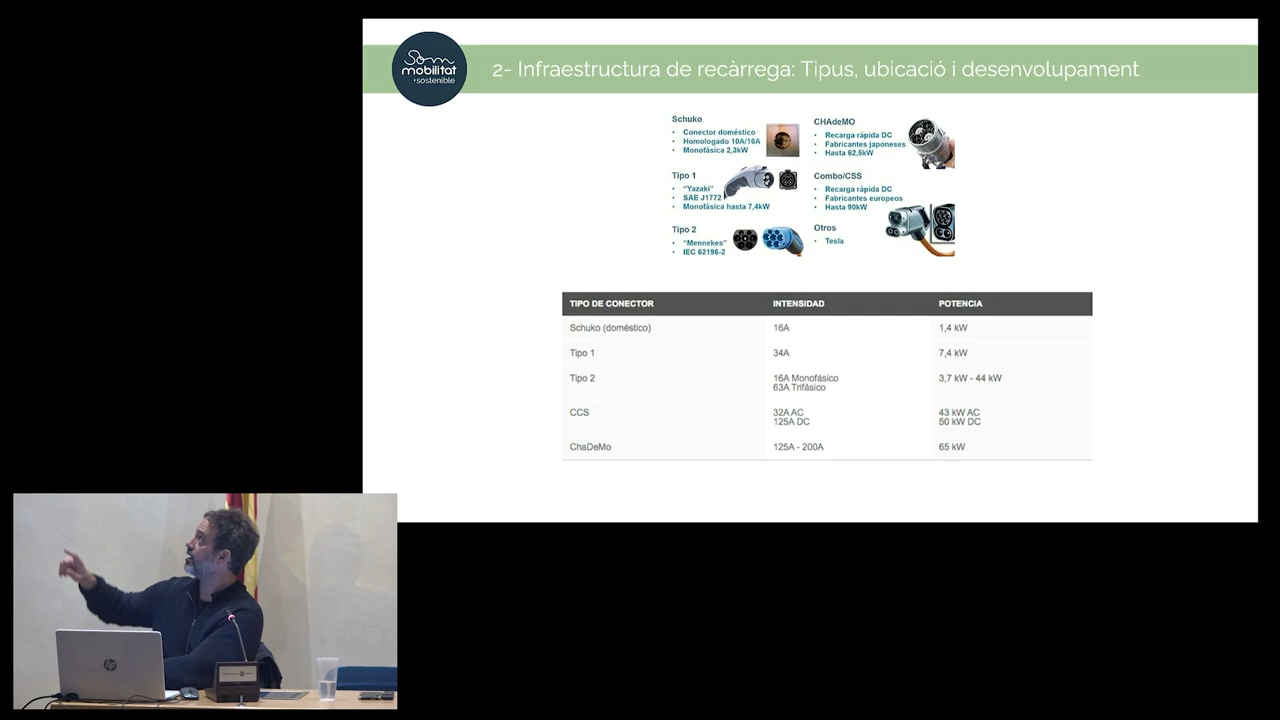 Som
mobilitat
+sostenible
2- Infraestructura de recàrrega: Tipus, ubicació i desenvolupament
Schuko
• Conector doméstico
• Homologado 10A/16A
• Monofásica 2,3kW
Tipo 1
• “Yazaki”
• SAE J1772
• Monofásica hasta 7,4kW
Tipo 2
• “Mennekes”
• IEC 62196-2
CHAdeMO
• Recarga rápida DC
• Fabricantes japoneses
• Hasta 62,5kW
Combo/CSS
• Recarga rápida DC
• Fabricantes europeos
• Hasta 90kW
Otros
• Tesla
TIPO DE CONECTOR INTENSIDAD POTENCIA
Schuko (doméstico) 16A 1,4 kW
Tipo 1 34A 7,4 kW
Tipo 2 16A Monofásico 3,7 kW - 44 kW
63A Trifásico
CCS 32A AC 43 kW AC
125A DC 50 kW DC
ChaDeMo 125A - 200A 65 kW
hp